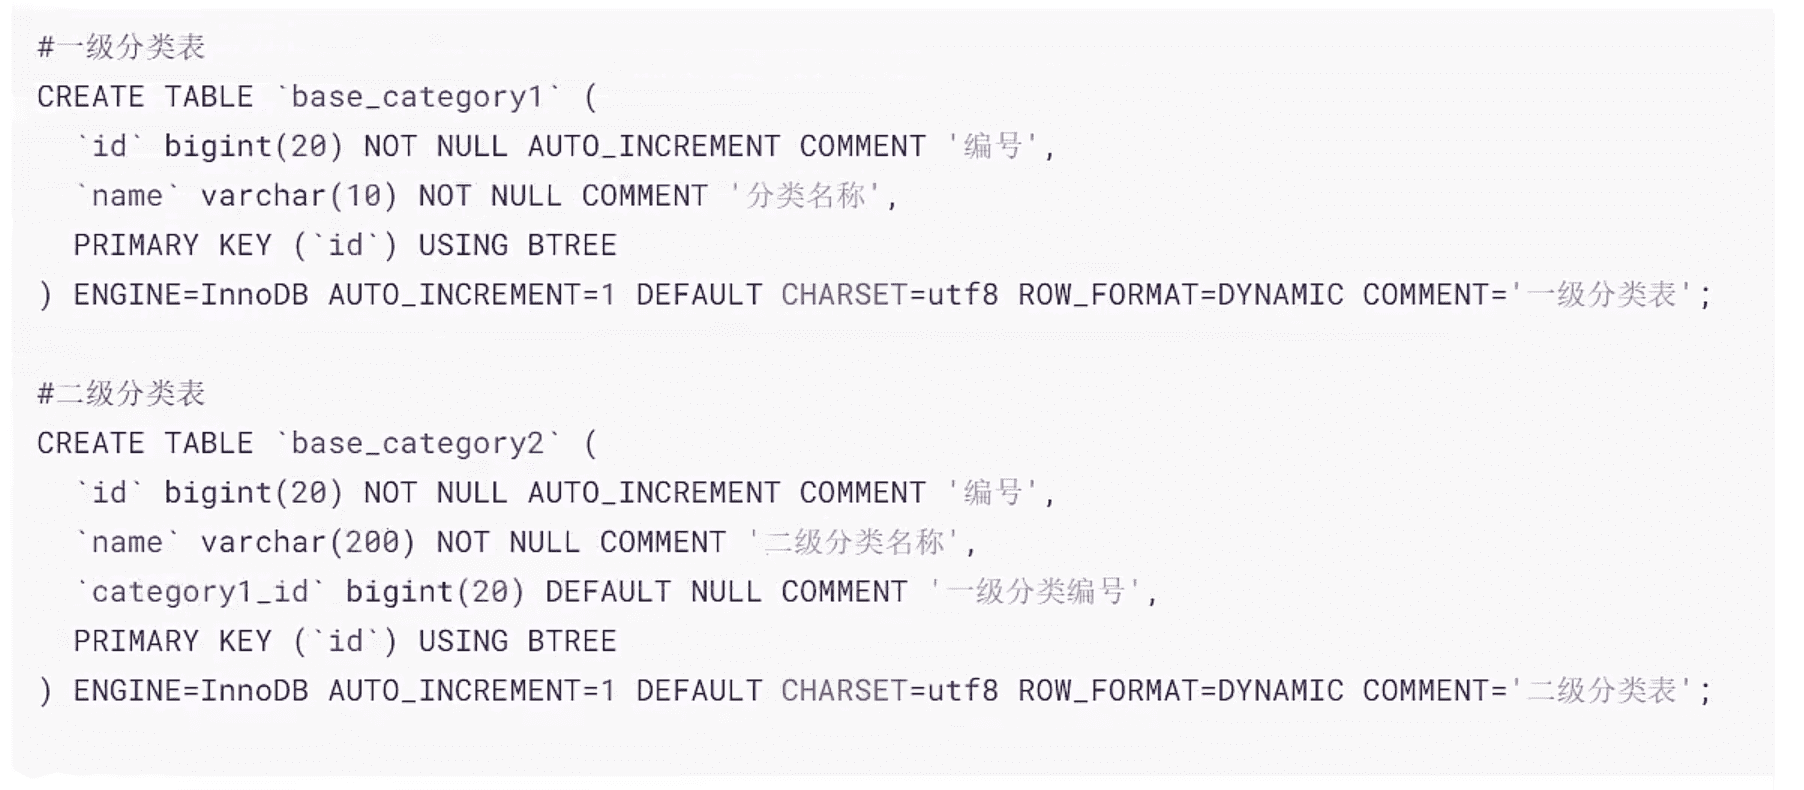 #一级分类表
CREATE TABLE `base_category1` (
`id` bigint(20) NOT NULL AUTO_INCREMENT COMMENT '编号',
`name` varchar(10) NOT NULL COMMENT '分类名称',
PRIMARY KEY (`id`) USING BTREE
) ENGINE=InnoDB AUTO_INCREMENT=1 DEFAULT CHARSET=utf8 ROW_FORMAT=DYNAMIC COMMENT='一级分类表';
#二级分类表
CREATE TABLE `base_category2` (
`id` bigint(20) NOT NULL AUTO_INCREMENT COMMENT '编号',
`name` varchar(200) NOT NULL COMMENT '二级分类名称',
`category1_id` bigint(20) DEFAULT NULL COMMENT '一级分类编号',
PRIMARY KEY (`id`) USING BTREE
) ENGINE=InnoDB AUTO_INCREMENT=1 DEFAULT CHARSET=utf8 ROW_FORMAT=DYNAMIC COMMENT='二级分类表';